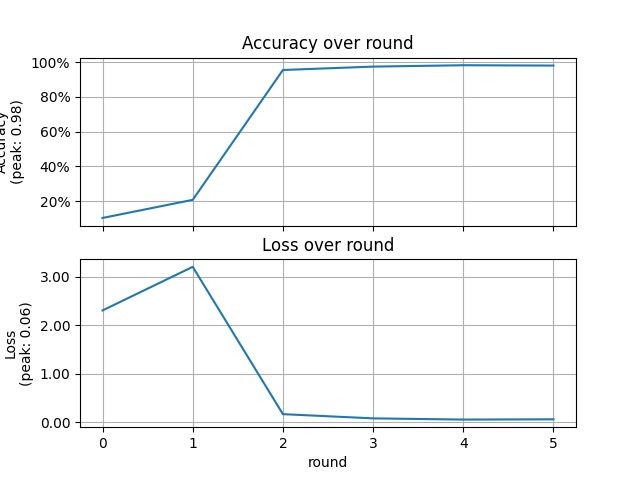 Accuracy over round
100%
80%
60%
40%
20%
Accuracy
(peak: 0.98)
Loss over round
3.00
2.00
1.00
0.00
Loss
(peak: 0.06)
0 1 2 3 4 5
round